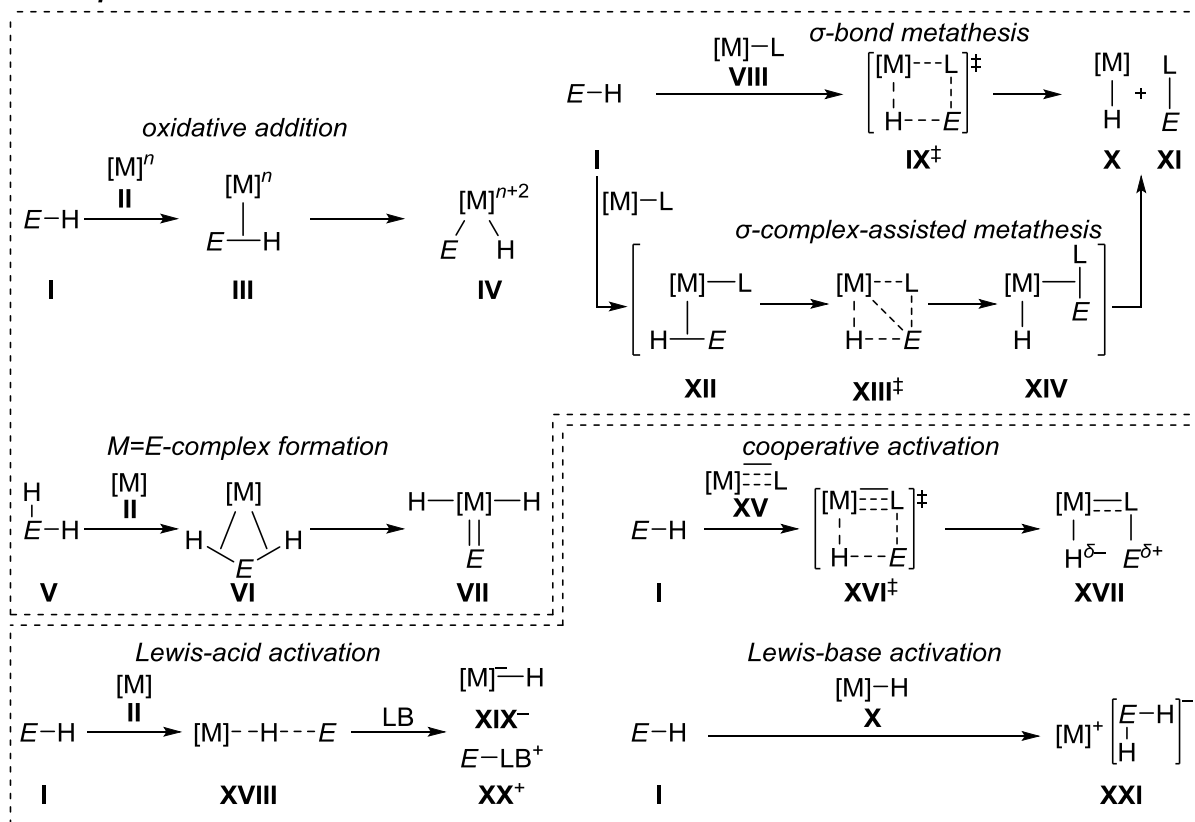 oxidative addition
[M]ⁿ
II
E–H
[M]ⁿ
E H
[M]ⁿ⁺²
E H
I III IV
σ-bond metathesis
[M]–L
VIII
E–H
[M] L ‡
H E
[M]
H
+
L
E
I IX‡ X XI
[M]–L
σ-complex-assisted metathesis
[M] L
H E
[M] L
H E
[M] L
H E
XII XIII‡ XIV
M=E-complex formation
H
E–H
[M]
II
[M]
H H
E
H–[M]–H
E
V VI VII
cooperative activation
[M] L
XV
E–H
[M] L ‡
H E
[M] L
Hδ– Eδ+
I XVI‡ XVII
Lewis-acid activation
[M]
II
E–H
[M]--H---E
LB
[M]⁻–H
XIX⁻
E–LB⁺
I XVIII XX⁺
Lewis-base activation
[M]–H
X
E–H
[M]⁺ [E–H]⁻
H
I XXI